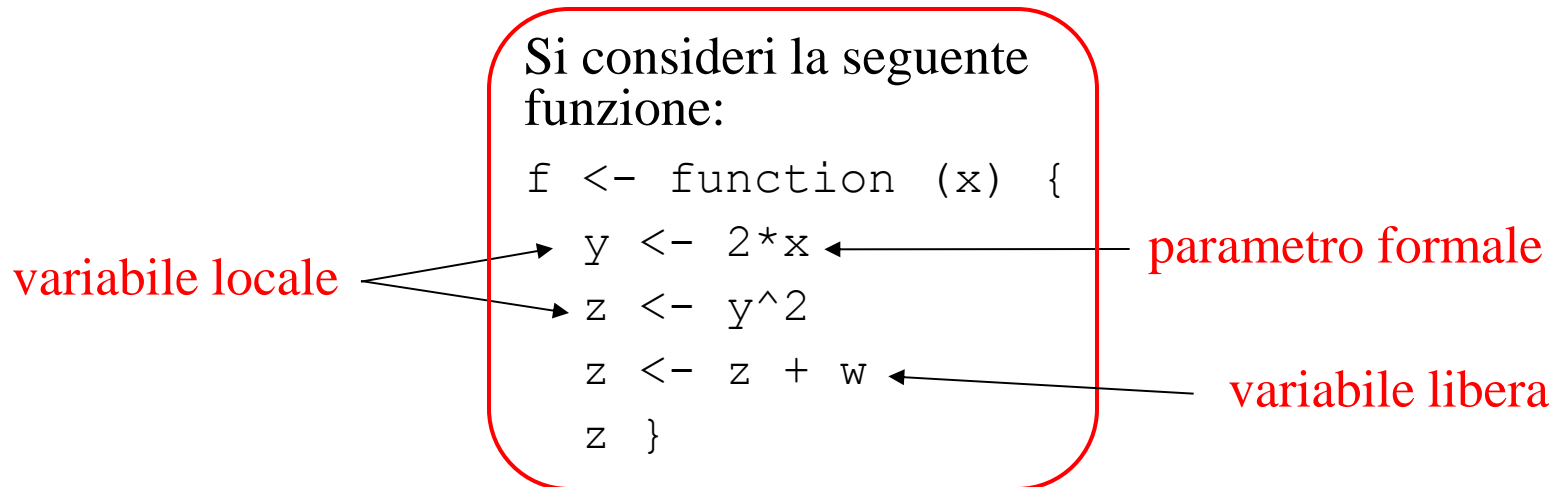 Si consideri la seguente
funzione:
f <- function (x) {
y <- 2*x
parametro formale
variabile locale
z <- y^2
z <- z + w
variabile libera
z }